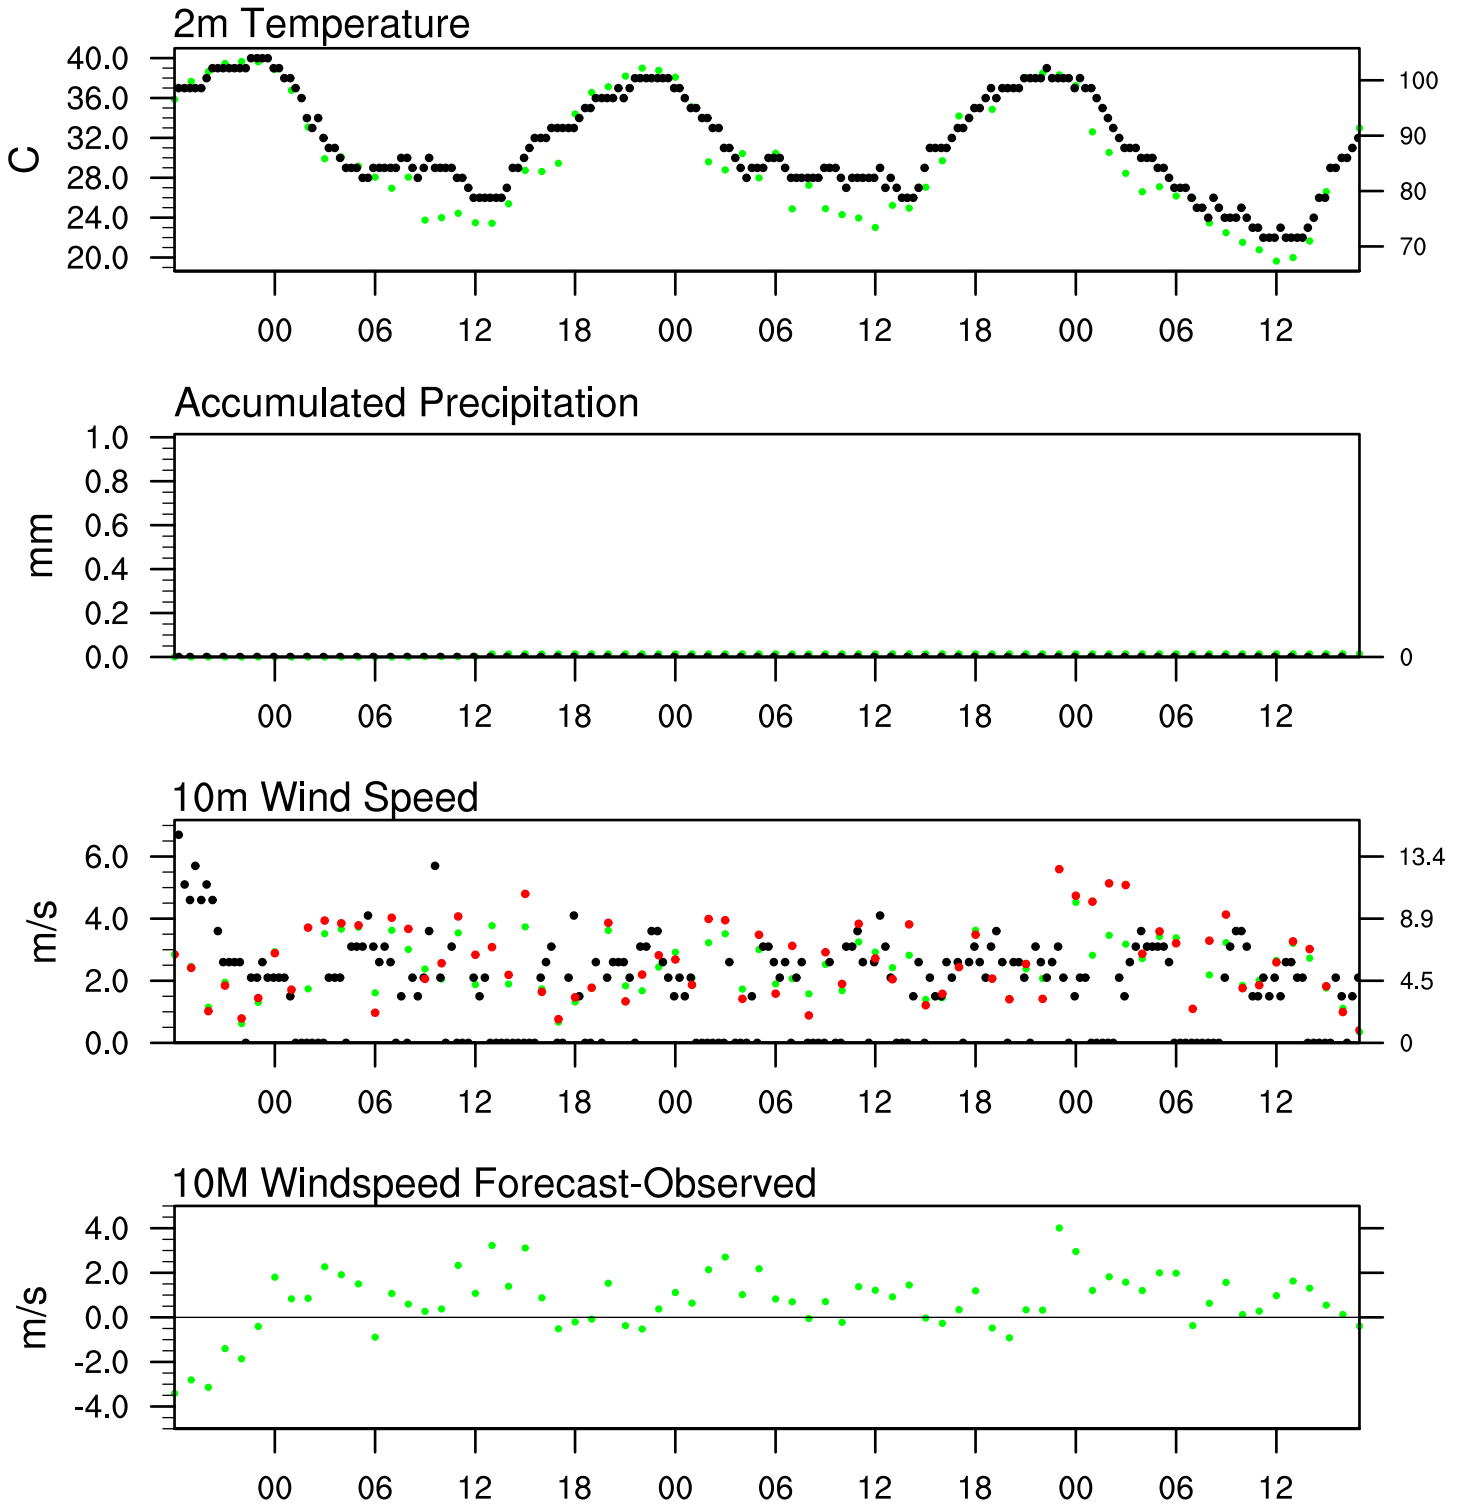 2m Temperature
40.0
36.0
32.0
28.0
24.0
20.0
C
100
90
80
70
00 06 12 18 00 06 12 18 00 06 12
Accumulated Precipitation
1.0
0.8
0.6
0.4
0.2
0.0
mm
0
00 06 12 18 00 06 12 18 00 06 12
10m Wind Speed
6.0
4.0
2.0
0.0
m/s
13.4
8.9
4.5
0
00 06 12 18 00 06 12 18 00 06 12
10M Windspeed Forecast-Observed
4.0
2.0
0.0
-2.0
-4.0
m/s
00 06 12 18 00 06 12 18 00 06 12